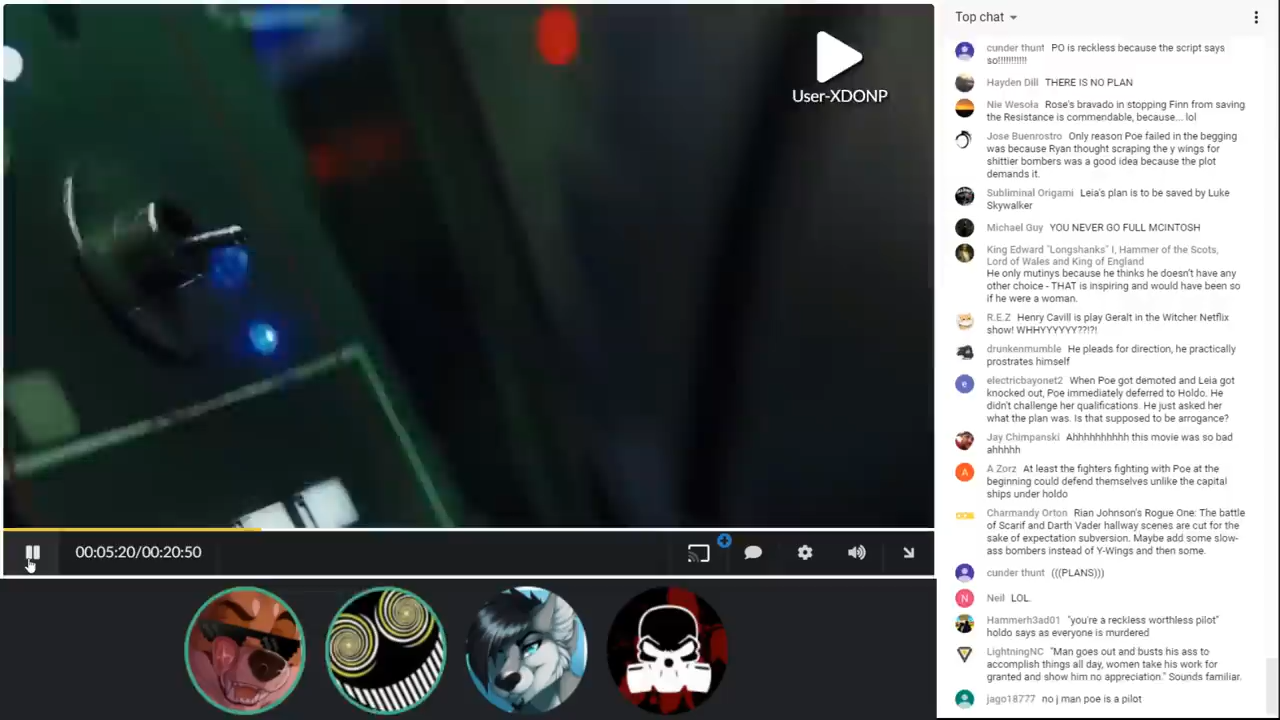 User-XDONP
00:05:20/00:20:50
Top chat
cunder thunt PO is reckless because the script says
so!!!!!!!!!!!
Hayden Dill THERE IS NO PLAN
Nie Wesoła Rose's bravado in stopping Finn from saving
the Resistance is commendable, because... lol
Jose Buenrostro Only reason Poe failed in the begging
was because Ryan thought scraping the y wings for
shittier bombers was a good idea because the plot
demands it.
Subliminal Origami Leia's plan is to be saved by Luke
Skywalker
Michael Guy YOU NEVER GO FULL MCINTOSH
King Edward "Longshanks" I, Hammer of the Scots,
Lord of Wales and King of England
He only mutinys because he thinks he doesn't have any
other choice - THAT is inspiring and would have been so
if he were a woman.
R.E.Z Henry Cavill is play Geralt in the Witcher Netflix
show! WHHYYYYYY??!?!
drunkenmumble He pleads for direction, he practically
prostrates himself
e
electricbayonet2 When Poe got demoted and Leia got
knocked out, Poe immediately deferred to Holdo. He
didn't challenge her qualifications. He just asked her
what the plan was. Is that supposed to be arrogance?
Jay Chimpanski Ahhhhhhhhhh this movie was so bad
ahhhhh
A
A Zorz At least the fighters fighting with Poe at the
beginning could defend themselves unlike the capital
ships under holdo
Charmandy Orton Rian Johnson's Rogue One: The battle
of Scarif and Darth Vader hallway scenes are cut for the
sake of expectation subversion. Maybe add some slow-
ass bombers instead of Y-Wings and then some.
cunder thunt (((PLANS)))
N
Neil LOL.
Hammerh3ad01 "you're a reckless worthless pilot"
holdo says as everyone is murdered
LightningNC "Man goes out and busts his ass to
accomplish things all day, women take his work for
granted and show him no appreciation." Sounds familiar.
jago18777 no j man poe is a pilot